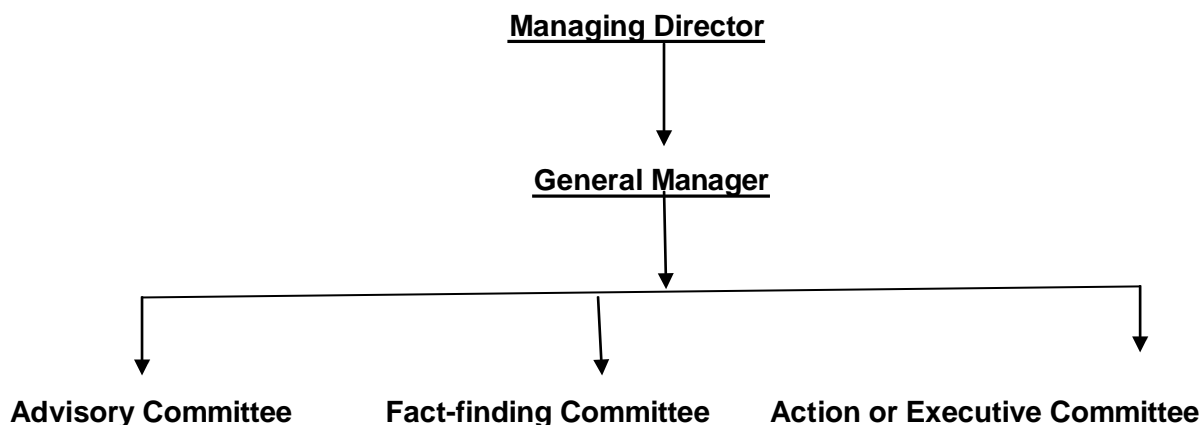 Managing Director
General Manager
Advisory Committee Fact-finding Committee Action or Executive Committee